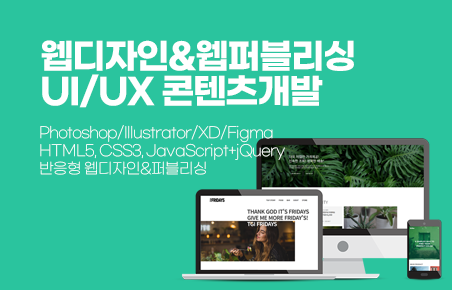 웹디자인&웹퍼블리싱
UI/UX 콘텐츠개발
Photoshop/Illustrator/XD/Figma
HTML5, CSS3, JavaScript+jQuery
반응형 웹디자인&퍼블리싱
FRIDAYS
THANK GOD IT'S FRIDAYS
GIVE ME MORE FRIDAY'S!
TGI FRIDAYS